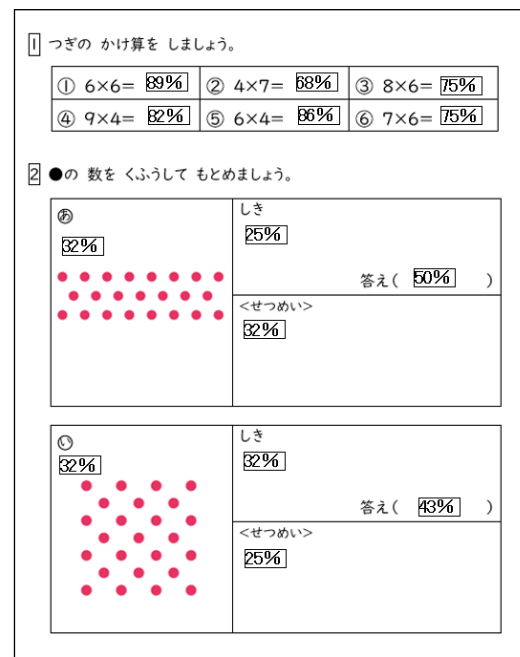 1 つぎの かけ算を しましょう。
① 6×6= 89% ② 4×7= 68% ③ 8×6= 75%
④ 9×4= 82% ⑤ 6×4= 86% ⑥ 7×6= 75%
2 ●の 数を くふうして もとめましょう。
あ
32%
しき
25%
答え( 50% )
<せつめい>
32%
い
32%
しき
32%
答え( 43% )
<せつめい>
25%